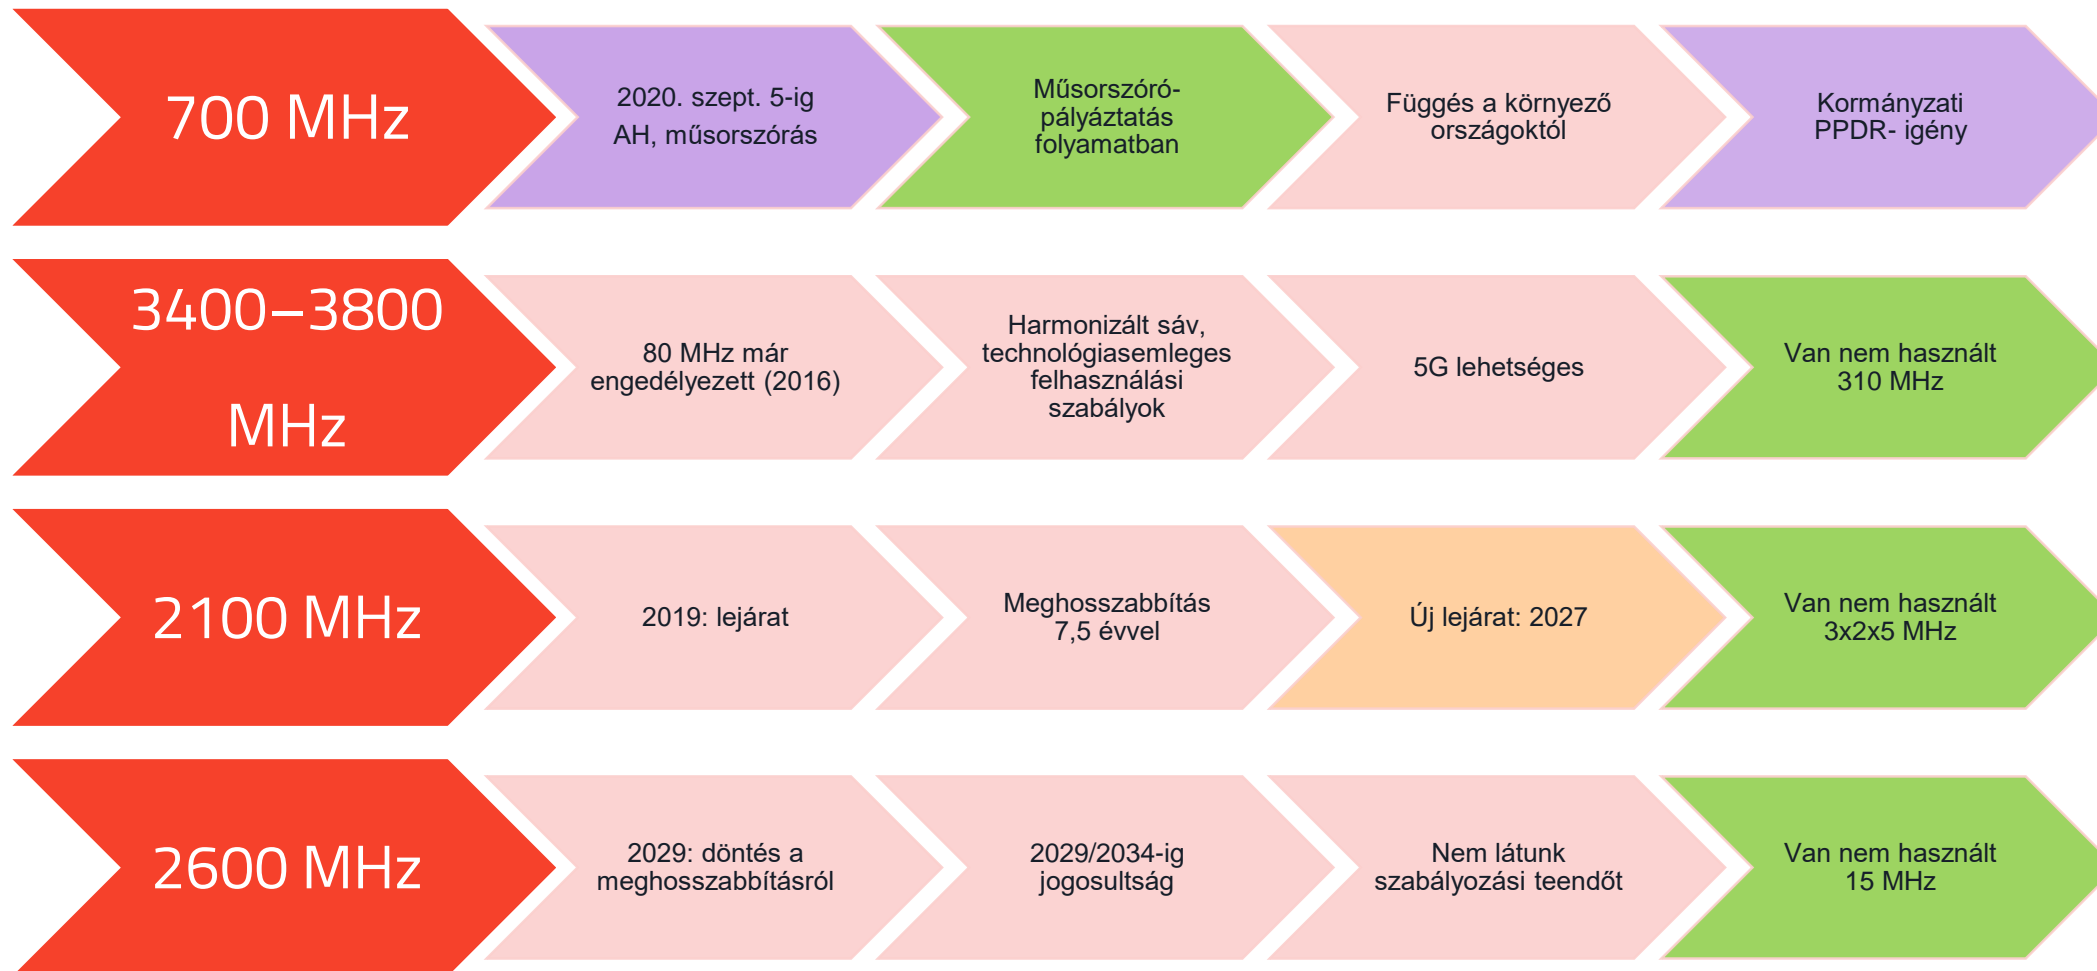 700 MHz
2020. szept. 5-ig
AH, műsorszórás
Műsorszóró-
pályáztatás
folyamatban
Függés a környező
országoktól
Kormányzati
PPDR- igény
3400–3800
MHz
80 MHz már
engedélyezett (2016)
Harmonizált sáv,
technológiasemleges
felhasználási
szabályok
5G lehetséges
Van nem használt
310 MHz
2100 MHz
2019: lejárat
Meghosszabbítás
7,5 évvel
Új lejárat: 2027
Van nem használt
3x2x5 MHz
2600 MHz
2029: döntés a
meghosszabbításról
2029/2034-ig
jogosultság
Nem látunk
szabályozási teendőt
Van nem használt
15 MHz